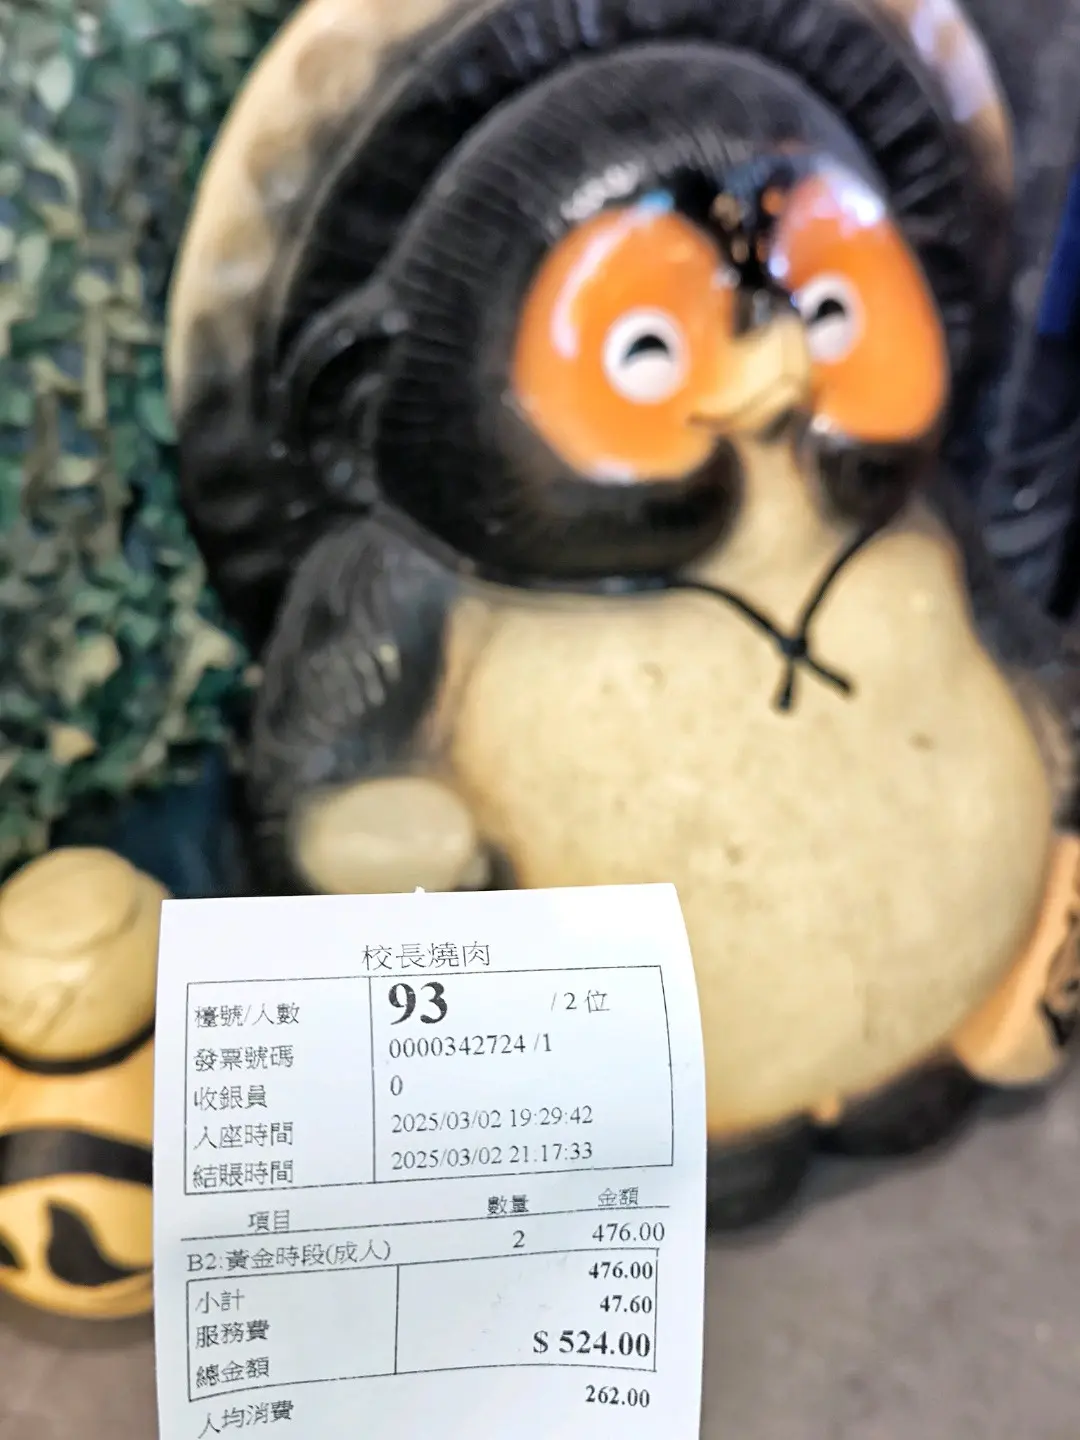 校長燒肉
檯號/人數 93 /2 位
發票號碼 0000342724 /1
收銀員 0
入座時間 2025/03/02 19:29:42
結賬時間 2025/03/02 21:17:33
項目 數量 金額
B2:黃金時段(成人) 2 476.00
小計 476.00
服務費 47.60
總金額 $ 524.00
人均消費 262.00